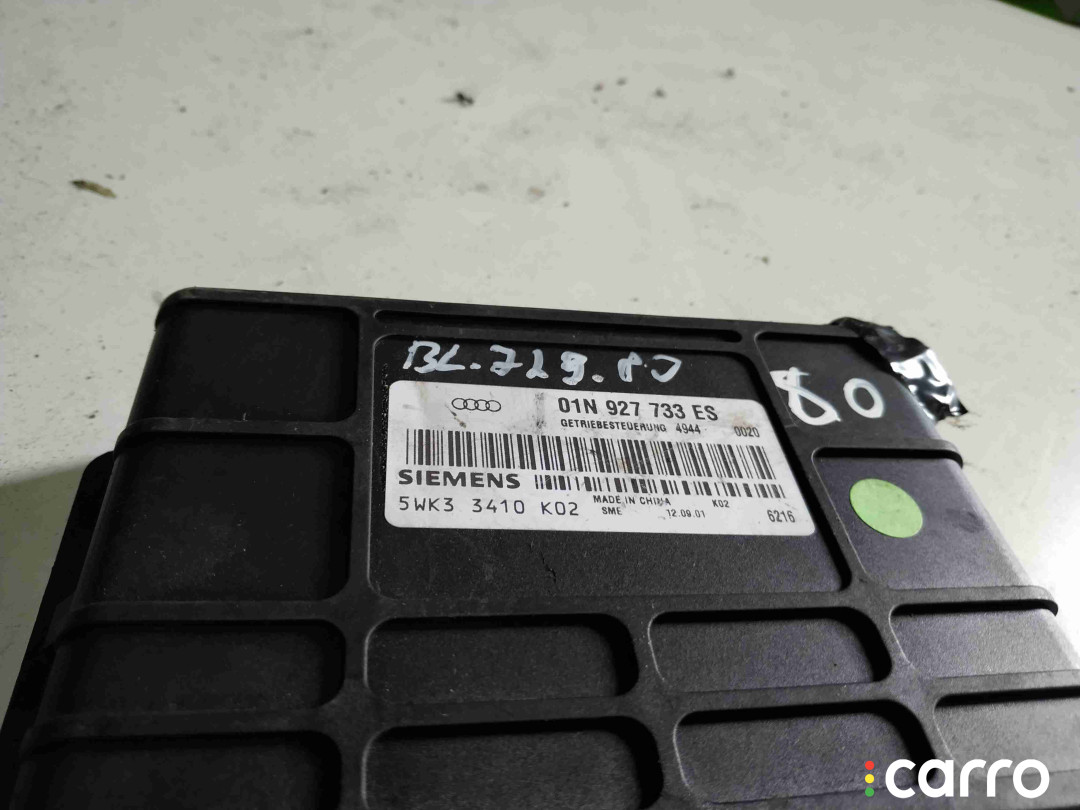 BL.719.80
80
01N 927 733 ES
GETRIEBESTEUERUNG 4944 0020
SIEMENS
MADE IN CHINA K02
5WK3 3410 K02 SME 12.09.01 6216
carro